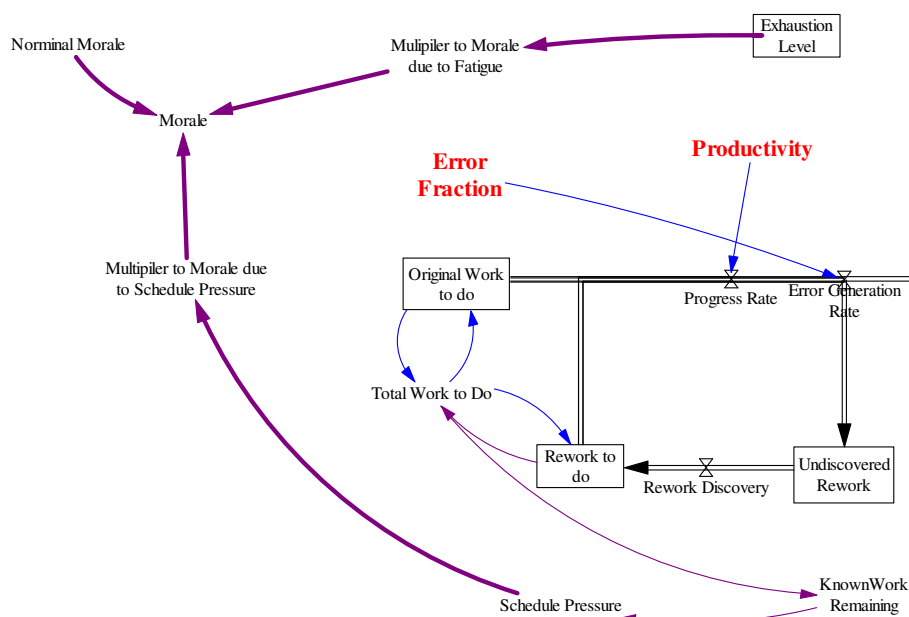 Exhaustion
Level
Norminal Morale
Mulipiler to Morale
due to Fatigue
Morale
Productivity
Error
Fraction
Multipiler to Morale due
to Schedule Pressure
Original Work
to do
Progress Rate
Error Generation
Rate
Total Work to Do
Rework to
do
Rework Discovery
Undiscovered
Rework
KnownWork
Remaining
Schedule Pressure